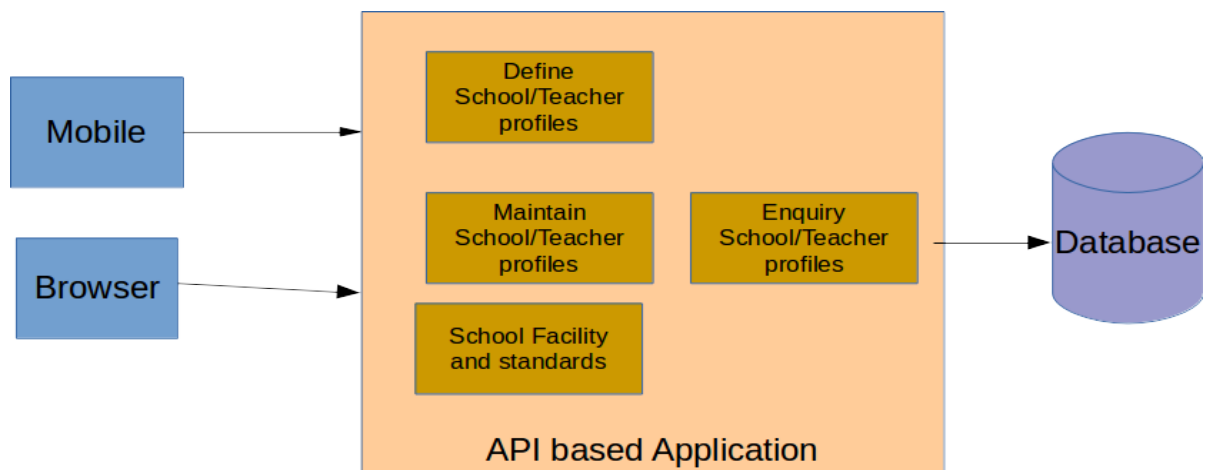 Mobile
Browser
Define
School/Teacher
profiles
Maintain
School/Teacher
profiles
Enquiry
School/Teacher
profiles
School Facility
and standards
API based Application
Database